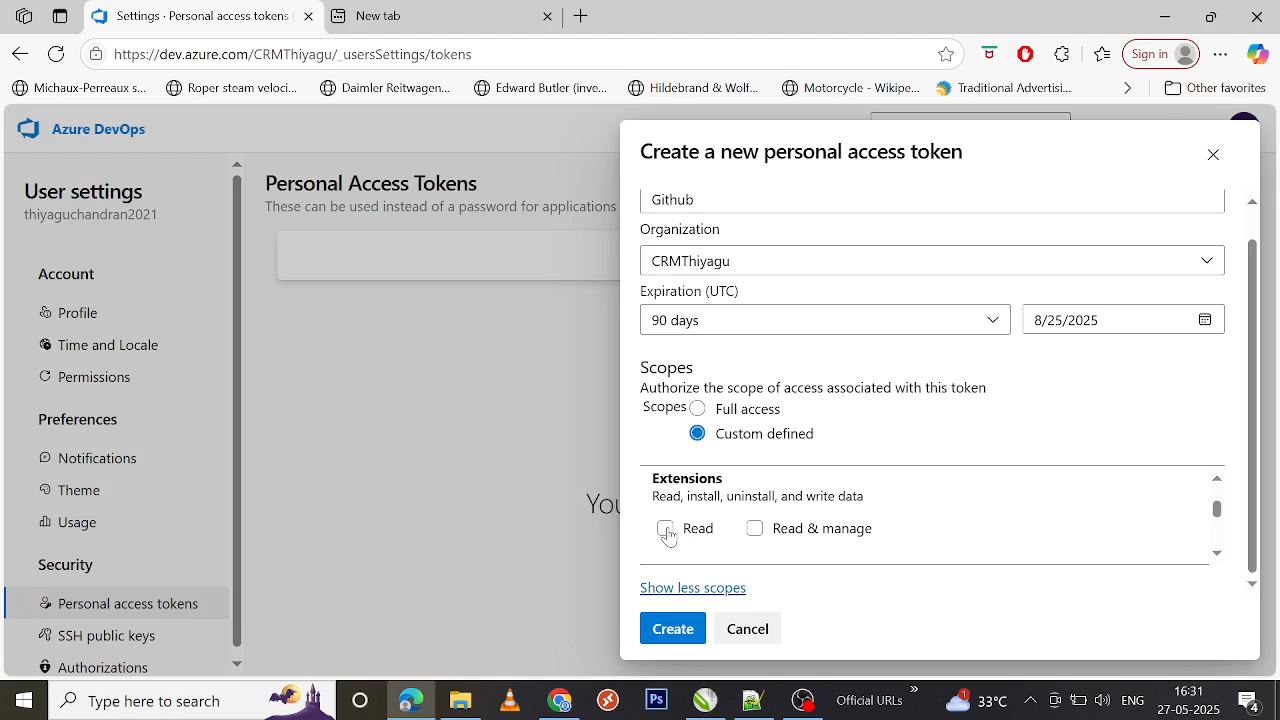 Settings - Personal access tokens
New tab
https://dev.azure.com/CRMThiyagu/_usersSettings/tokens
Sign in
Michaux-Perreaux s...
Roper steam veloci...
Daimler Reitwagen...
Edward Butler (inve...
Hildebrand & Wolf...
Motorcycle - Wikipe...
Traditional Advertisi...
Other favorites
Azure DevOps
User settings
thiyaguchandran2021
Account
Profile
Time and Locale
Permissions
Preferences
Notifications
Theme
Usage
Security
Personal access tokens
SSH public keys
Authorizations
Personal Access Tokens
These can be used instead of a password for applications
You
Create a new personal access token
Github
Organization
CRMThiyagu
Expiration (UTC)
90 days
8/25/2025
Scopes
Authorize the scope of access associated with this token
Scopes
Full access
Custom defined
Extensions
Read, install, uninstall, and write data
Read
Read & manage
Show less scopes
Create
Cancel
Type here to search
Ps
Official URLs
1
33°C
ENG
16:31
27-05-2025
4